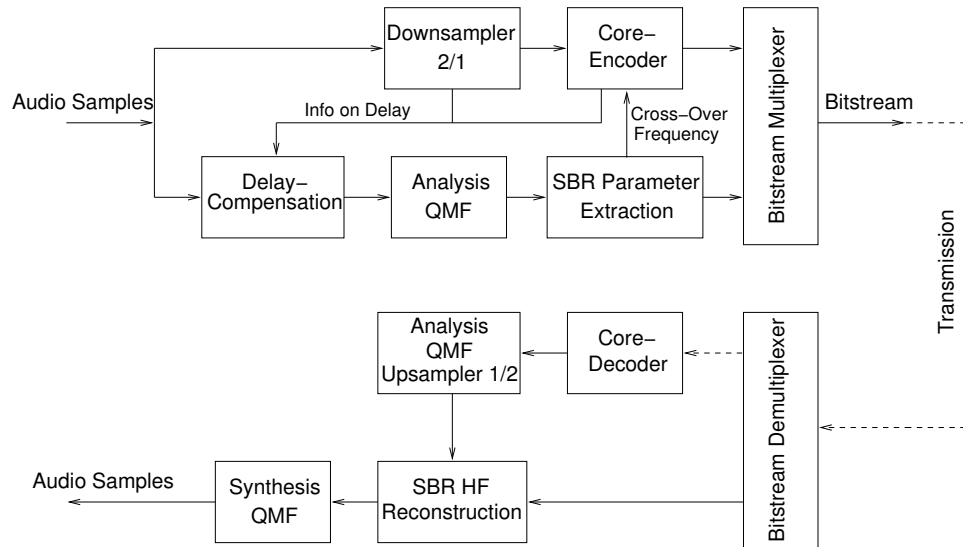 Downsampler
2/1
Core-
Encoder
Bitstream Multiplexer
Audio Samples
Bitstream
Info on Delay
Cross-Over
Frequency
Delay-
Compensation
Analysis
QMF
SBR Parameter
Extraction
Transmission
Analysis
QMF
Upsampler 1/2
Core-
Decoder
Bitstream Demultiplexer
Audio Samples
Synthesis
QMF
SBR HF
Reconstruction